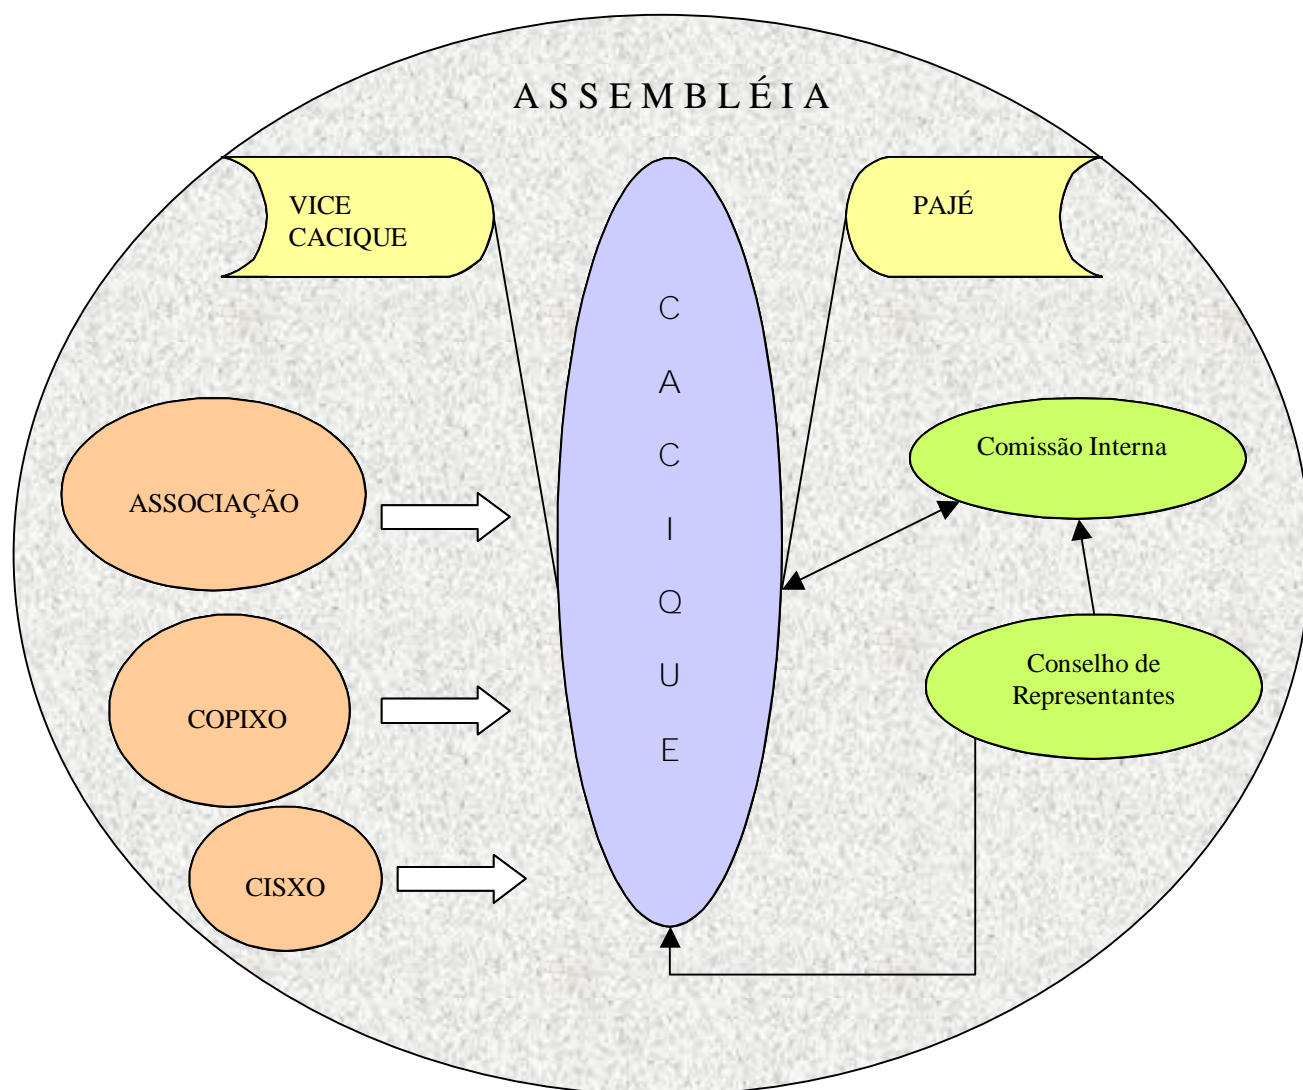 A S S E M B L É I A
VICE
CACIQUE
PAJÉ
C
A
C
I
Q
U
E
Comissão Interna
ASSOCIAÇÃO
Conselho de
Representantes
COPIXO
CISXO